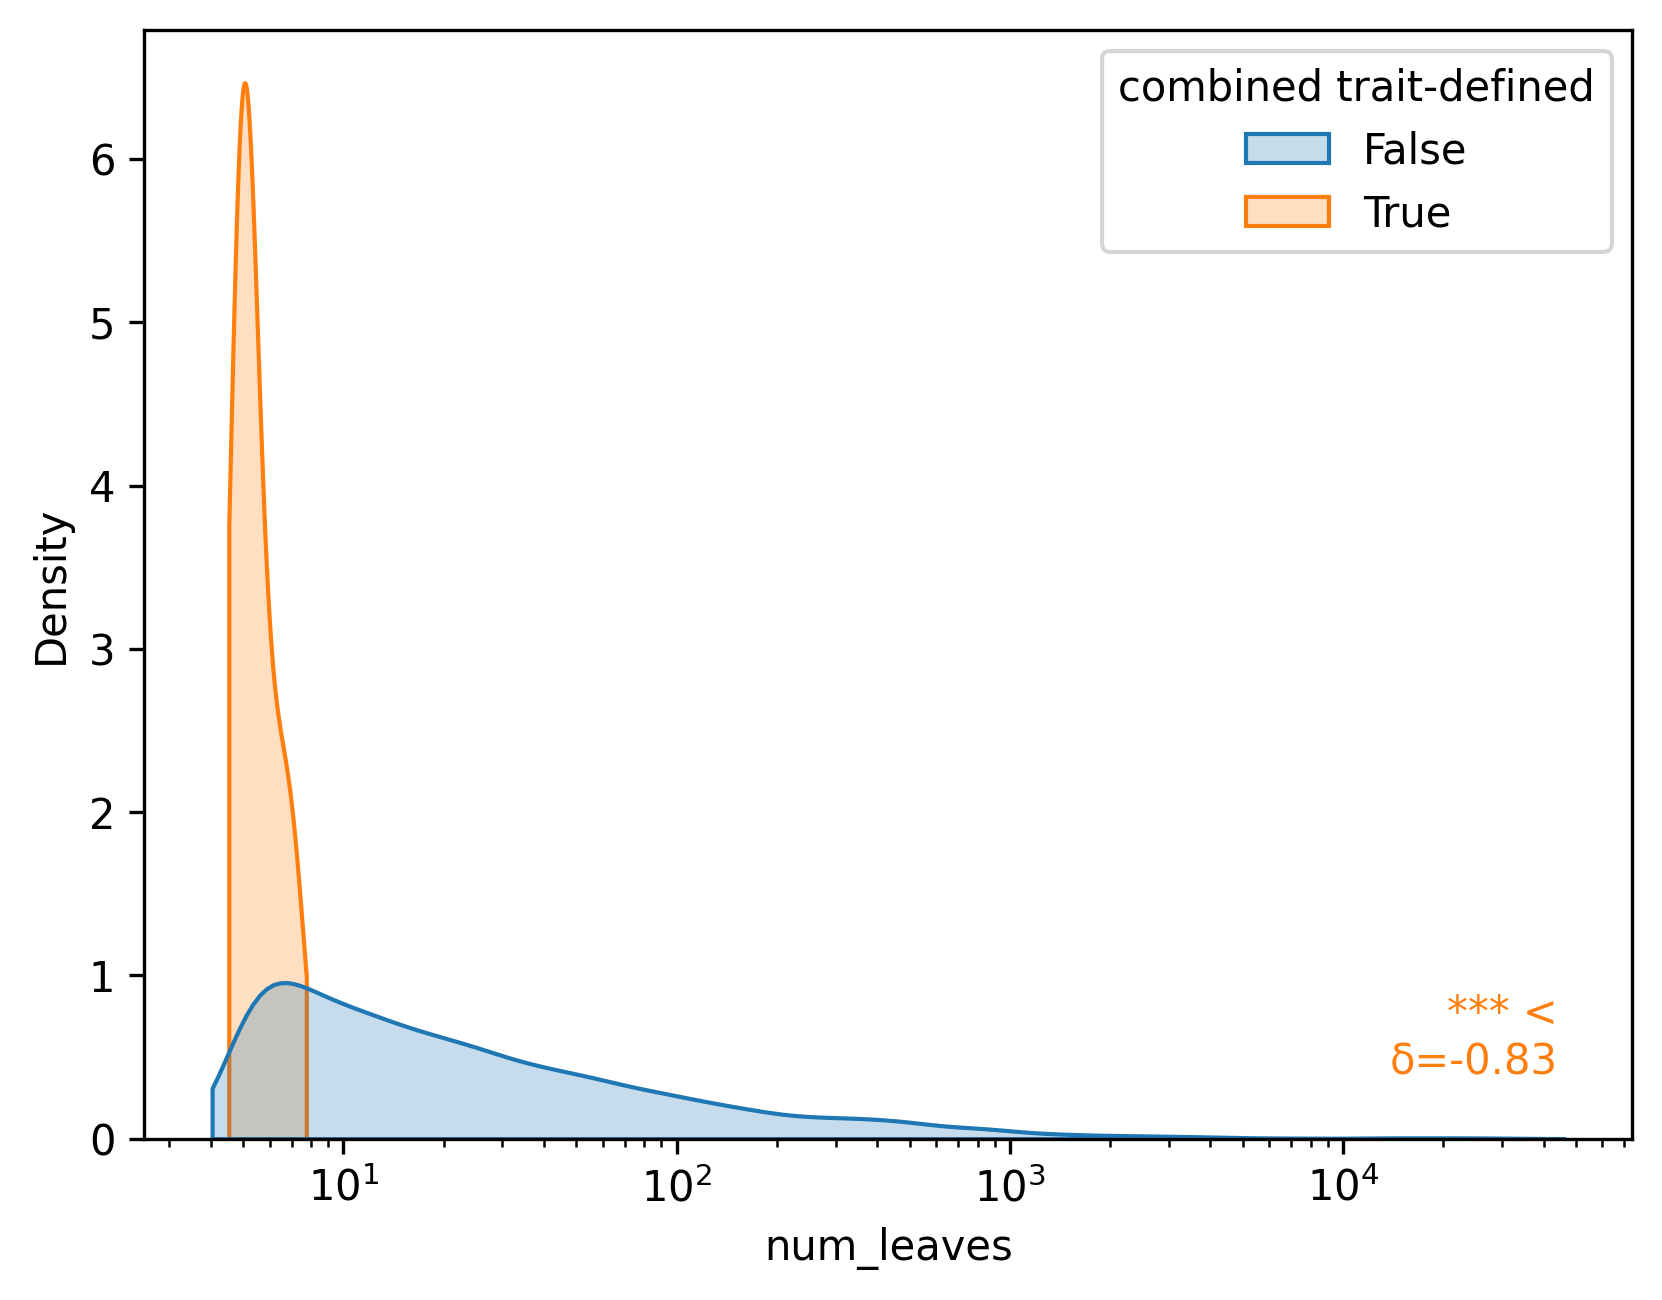 combined trait-defined
False
True
6
5
4
3
2
1
0
Density
*** <
δ=-0.83
10¹ 10² 10³ 10⁴
num_leaves